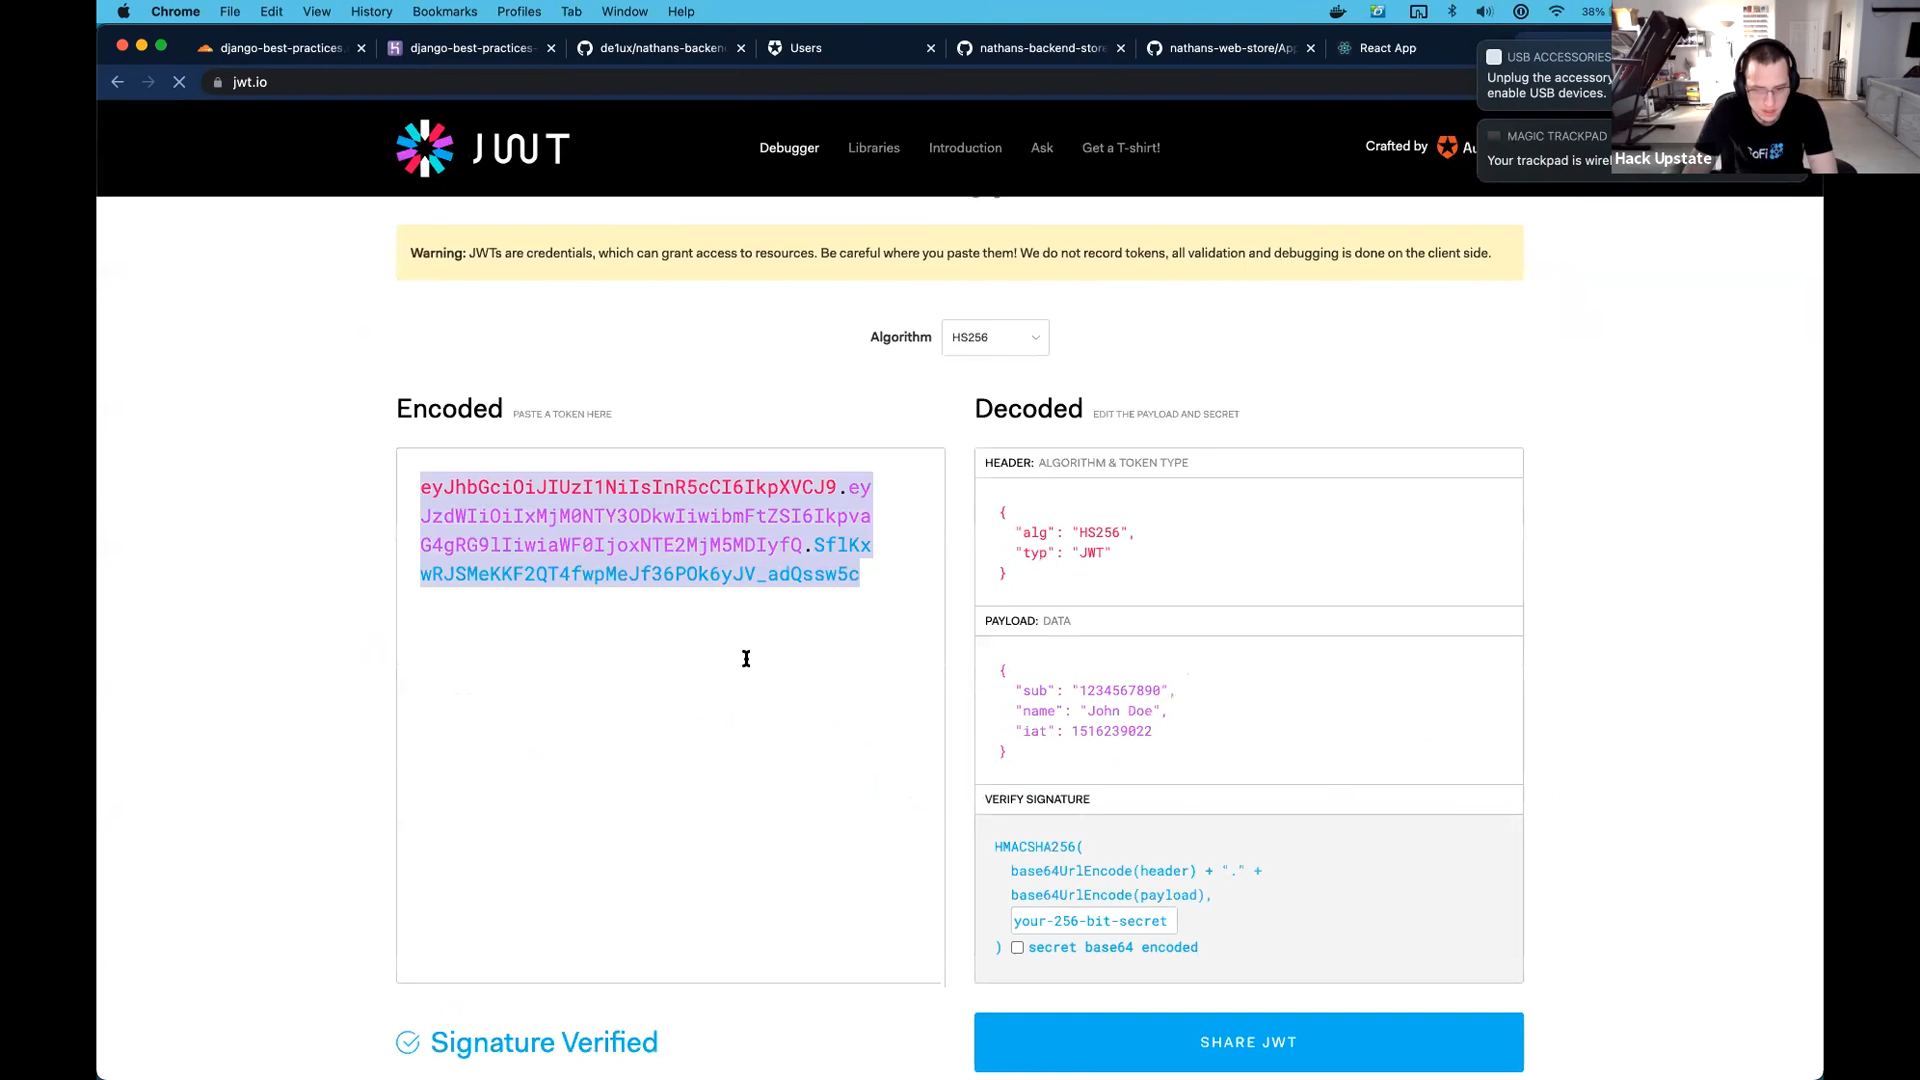 Chrome File Edit View History Bookmarks Profiles Tab Window Help 38%
django-best-practices. django-best-practices- de1ux/nathans-backen Users nathans-backend-store nathans-web-store/Ap React App
jwt.io
USB ACCESSORIES
Unplug the accessory
enable USB devices.
MAGIC TRACKPAD
Your trackpad is wirel
SoFi
Hack Upstate
JWT
Debugger Libraries Introduction Ask Get a T-shirt!
Crafted by Au
Warning: JWTs are credentials, which can grant access to resources. Be careful where you paste them! We do not record tokens, all validation and debugging is done on the client side.
Algorithm HS256
Encoded PASTE A TOKEN HERE
eyJhbGciOiJIUzI1NiIsInR5cCI6IkpXVCJ9.ey
JzdWIiOiIxMjM0NTY3ODkwIiwibmFtZSI6Ikpva
G4gRG9lIiwiaWF0IjoxNTE2MjM5MDIyfQ.SflKx
wRJSMeKKF2QT4fwpMeJf36POk6yJV_adQssw5c
Decoded EDIT THE PAYLOAD AND SECRET
HEADER: ALGORITHM & TOKEN TYPE
{
"alg": "HS256",
"typ": "JWT"
}
PAYLOAD: DATA
{
"sub": "1234567890",
"name": "John Doe",
"iat": 1516239022
}
VERIFY SIGNATURE
HMACSHA256(
base64UrlEncode(header) + "." +
base64UrlEncode(payload),
your-256-bit-secret
) secret base64 encoded
Signature Verified
SHARE JWT